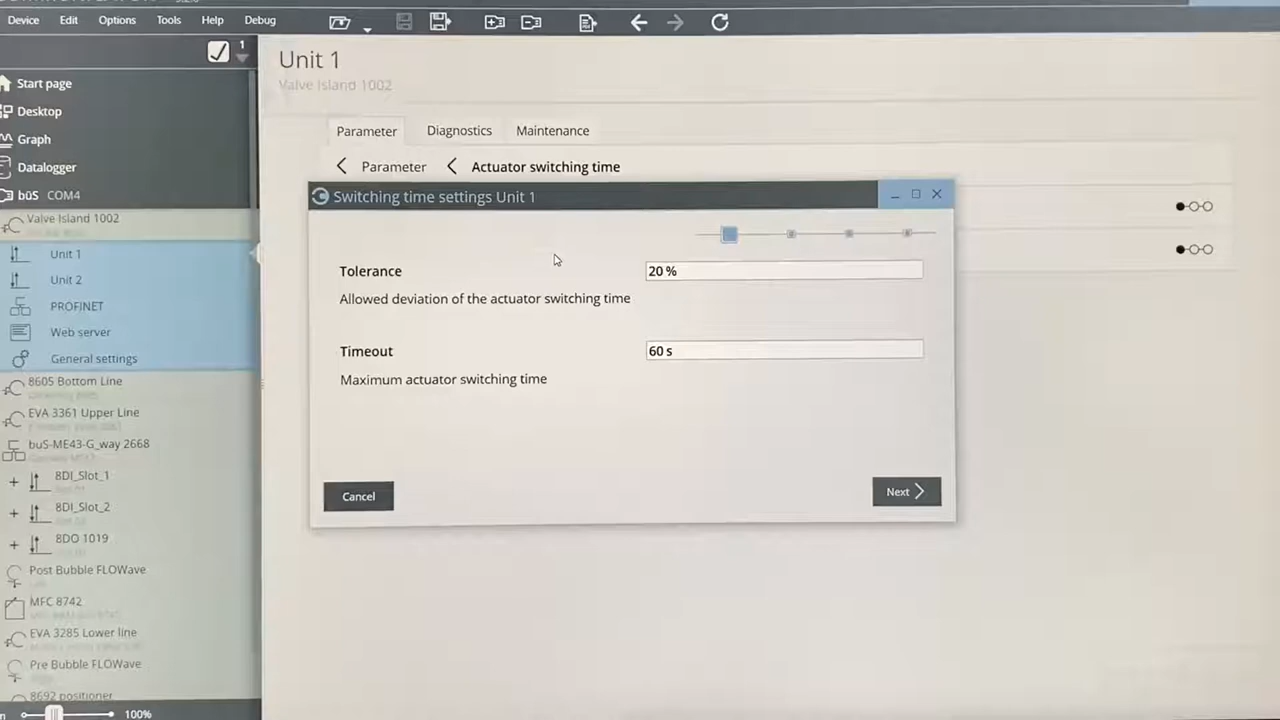 Device Edit Options Tools Help Debug
1
Start page
Desktop
Graph
Datalogger
büS COM4
Valve Island 1002
Unit 1
Unit 2
PROFINET
Web server
General settings
8605 Bottom Line
EVA 3361 Upper Line
buS-ME43-G_way 2668
8DI_Slot_1
8DI_Slot_2
8DO 1019
Post Bubble FLOWave
MFC 8742
EVA 3285 Lower line
Pre Bubble FLOWave
8692 positioner
100%
Unit 1
Valve Island 1002
Parameter Diagnostics Maintenance
Parameter Actuator switching time
Switching time settings Unit 1
Tolerance 20 %
Allowed deviation of the actuator switching time
Timeout 60 s
Maximum actuator switching time
Cancel Next